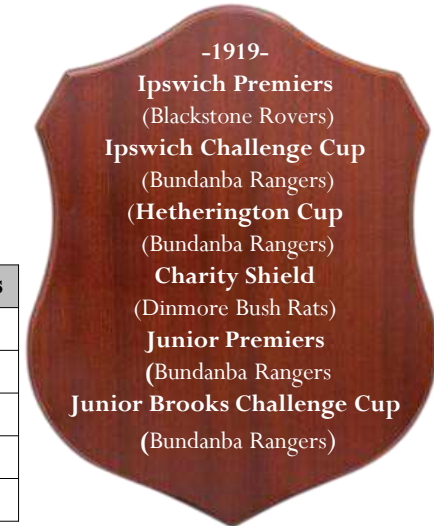 -1919-
Ipswich Premiers
(Blackstone Rovers)
Ipswich Challenge Cup
(Bundanba Rangers)
(Hetherington Cup
(Bundanba Rangers)
Charity Shield
(Dinmore Bush Rats)
Junior Premiers
(Bundanba Rangers
Junior Brooks Challenge Cup
(Bundanba Rangers)